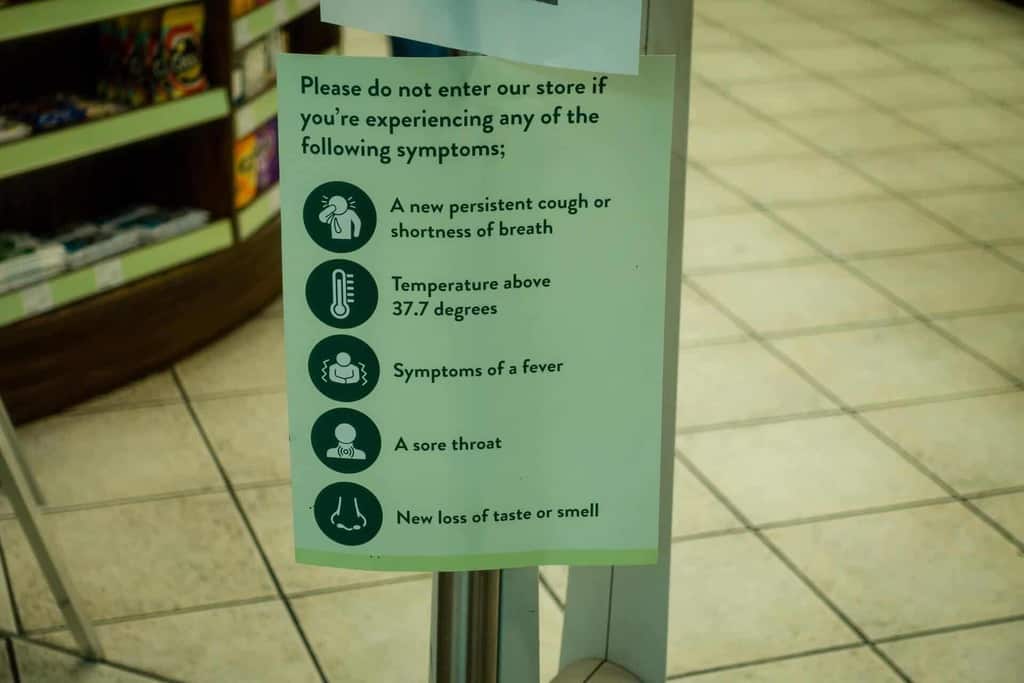 Please do not enter our store if
you're experiencing any of the
following symptoms;
A new persistent cough or
shortness of breath
Temperature above
37.7 degrees
Symptoms of a fever
A sore throat
New loss of taste or smell